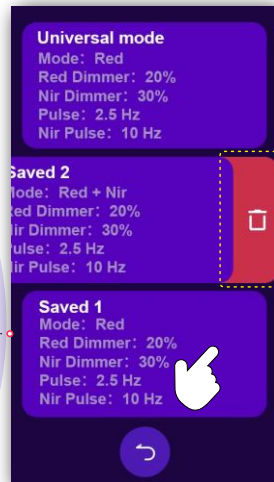 Universal mode
Mode: Red
Red Dimmer: 20%
Nir Dimmer: 30%
Pulse: 2.5 Hz
Nir Pulse: 10 Hz
Saved 2
lode: Red + Nir
ed Dimmer: 20%
ir Dimmer: 30%
ulse: 2.5 Hz
ir Pulse: 10 Hz
Saved 1
Mode: Red
Red Dimmer: 20%
Nir Dimmer: 30%
Pulse: 2.5 Hz
Nir Pulse: 10 Hz